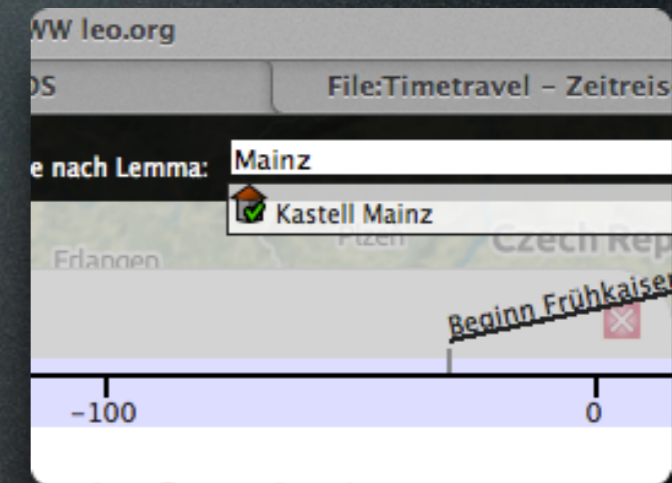 WW leo.org
OS
File:Timetravel – Zeitreis
e nach Lemma:
Mainz
Kastell Mainz
Erlangen
Plzen
Czech Rep
Beginn Frühkaiser
-100
0